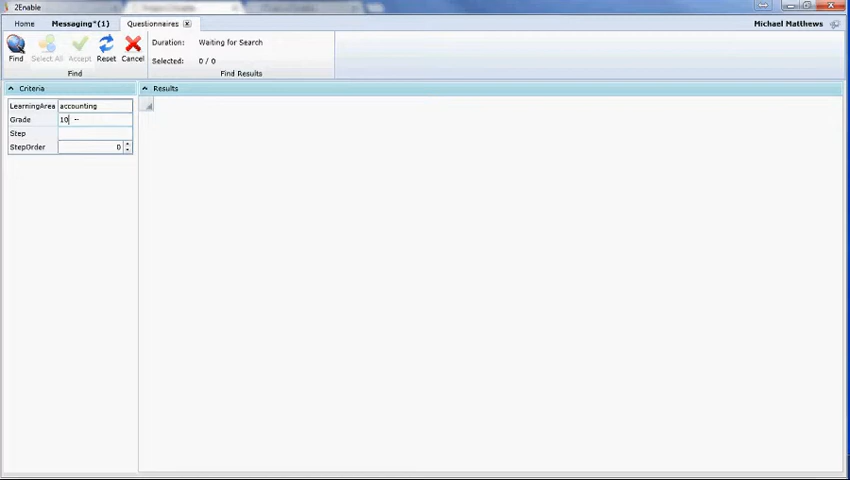 2Enable
Home Messaging*(1) Questionnaires Michael Matthews
Find Select All Accept Reset Cancel
Duration: Waiting for Search
Selected: 0 / 0
Find Find Results
Criteria Results
LearningArea accounting
Grade 10
Step
StepOrder 0